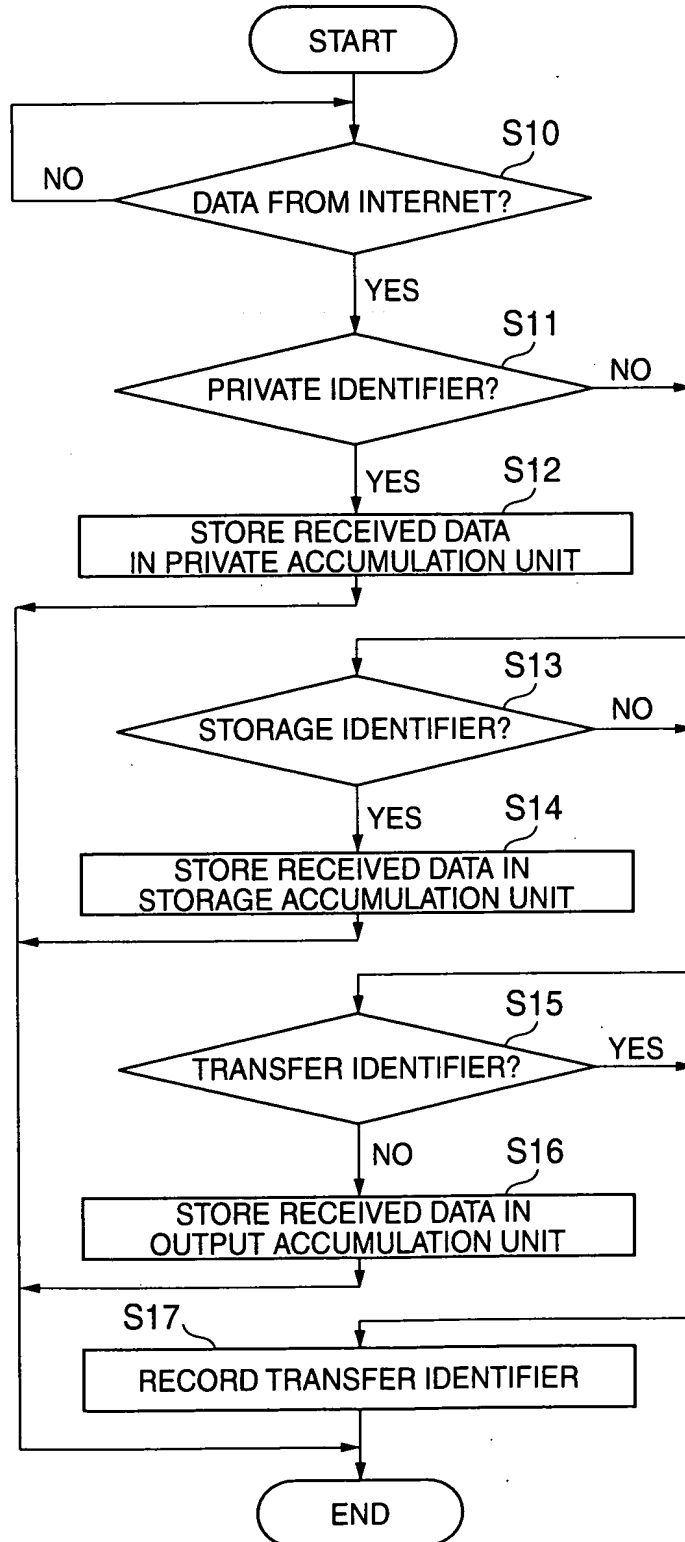 START
S10
NO
DATA FROM INTERNET?
YES
S11
PRIVATE IDENTIFIER?
NO
YES
S12
STORE RECEIVED DATA
IN PRIVATE ACCUMULATION UNIT
S13
STORAGE IDENTIFIER?
NO
YES
S14
STORE RECEIVED DATA IN
STORAGE ACCUMULATION UNIT
S15
TRANSFER IDENTIFIER?
YES
NO
S16
STORE RECEIVED DATA IN
OUTPUT ACCUMULATION UNIT
S17
RECORD TRANSFER IDENTIFIER
END